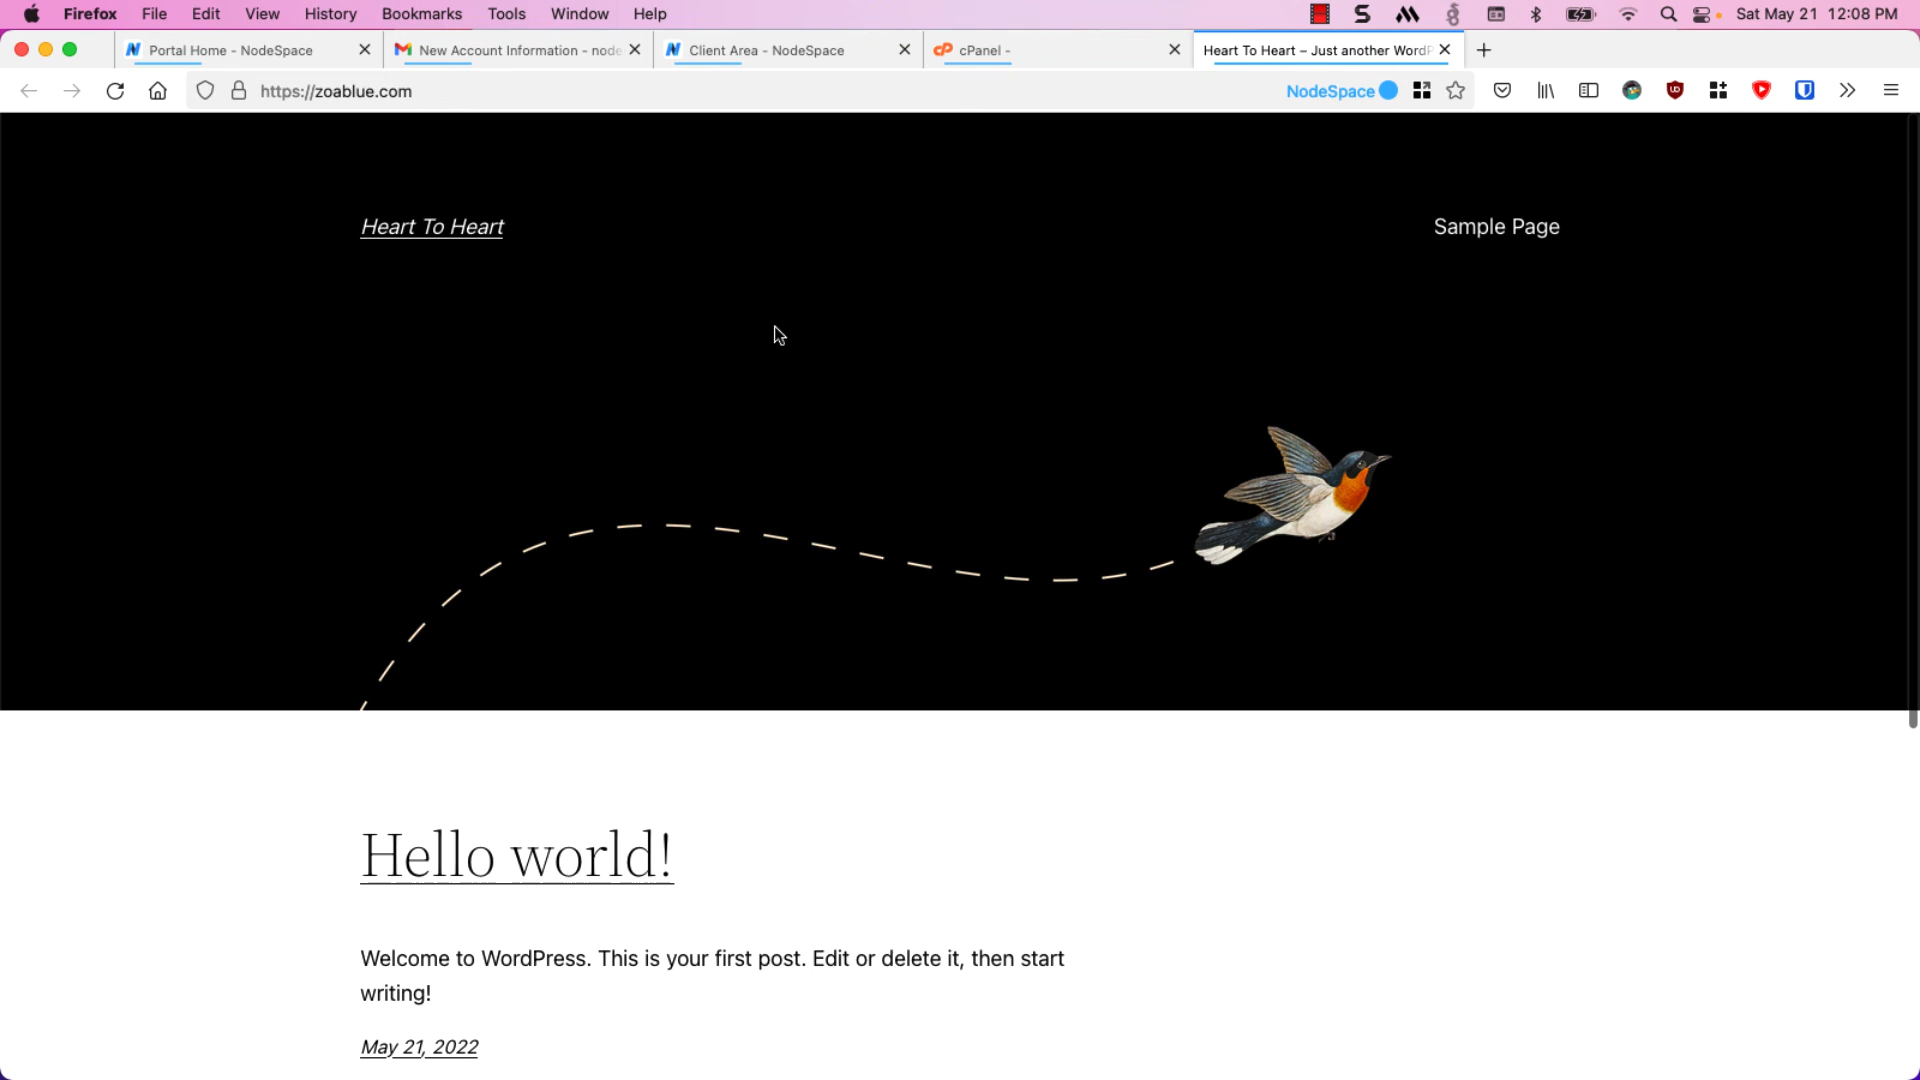 Firefox File Edit View History Bookmarks Tools Window Help Sat May 21 12:08 PM
Portal Home - NodeSpace New Account Information - node Client Area - NodeSpace cPanel - Heart To Heart – Just another WordP
https://zoablue.com NodeSpace
Heart To Heart Sample Page
Hello world!
Welcome to WordPress. This is your first post. Edit or delete it, then start
writing!
May 21, 2022